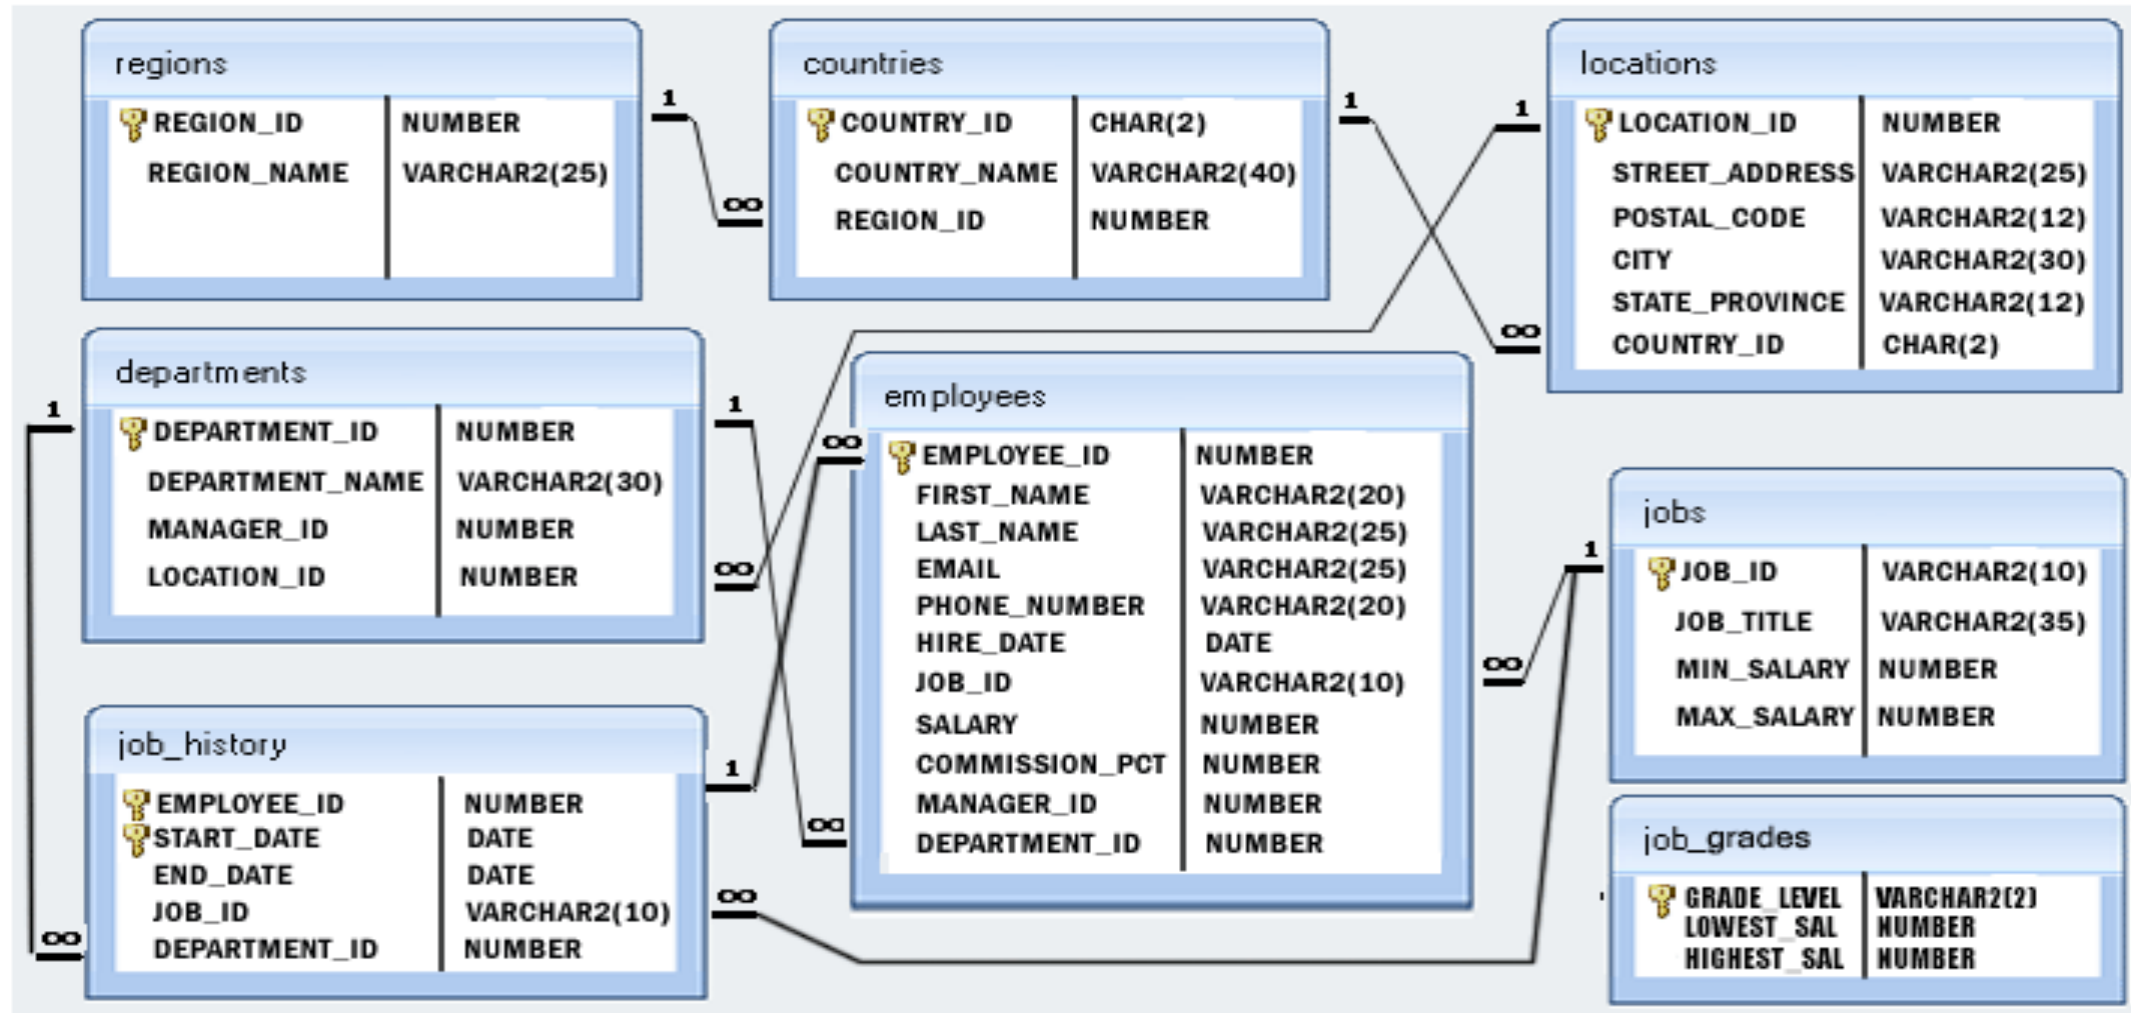 regions
REGION_ID NUMBER
REGION_NAME VARCHAR2(25)
1
∞
countries
COUNTRY_ID CHAR(2)
COUNTRY_NAME VARCHAR2(40)
REGION_ID NUMBER
1
∞
locations
LOCATION_ID NUMBER
STREET_ADDRESS VARCHAR2(25)
POSTAL_CODE VARCHAR2(12)
CITY VARCHAR2(30)
STATE_PROVINCE VARCHAR2(12)
COUNTRY_ID CHAR(2)
1
∞
departments
DEPARTMENT_ID NUMBER
DEPARTMENT_NAME VARCHAR2(30)
MANAGER_ID NUMBER
LOCATION_ID NUMBER
1
1
∞
employees
EMPLOYEE_ID NUMBER
FIRST_NAME VARCHAR2(20)
LAST_NAME VARCHAR2(25)
EMAIL VARCHAR2(25)
PHONE_NUMBER VARCHAR2(20)
HIRE_DATE DATE
JOB_ID VARCHAR2(10)
SALARY NUMBER
COMMISSION_PCT NUMBER
MANAGER_ID NUMBER
DEPARTMENT_ID NUMBER
∞
∞
1
jobs
JOB_ID VARCHAR2(10)
JOB_TITLE VARCHAR2(35)
MIN_SALARY NUMBER
MAX_SALARY NUMBER
job_history
EMPLOYEE_ID NUMBER
START_DATE DATE
END_DATE DATE
JOB_ID VARCHAR2(10)
DEPARTMENT_ID NUMBER
1
∞
∞
job_grades
GRADE_LEVEL VARCHAR2(2)
LOWEST_SAL NUMBER
HIGHEST_SAL NUMBER